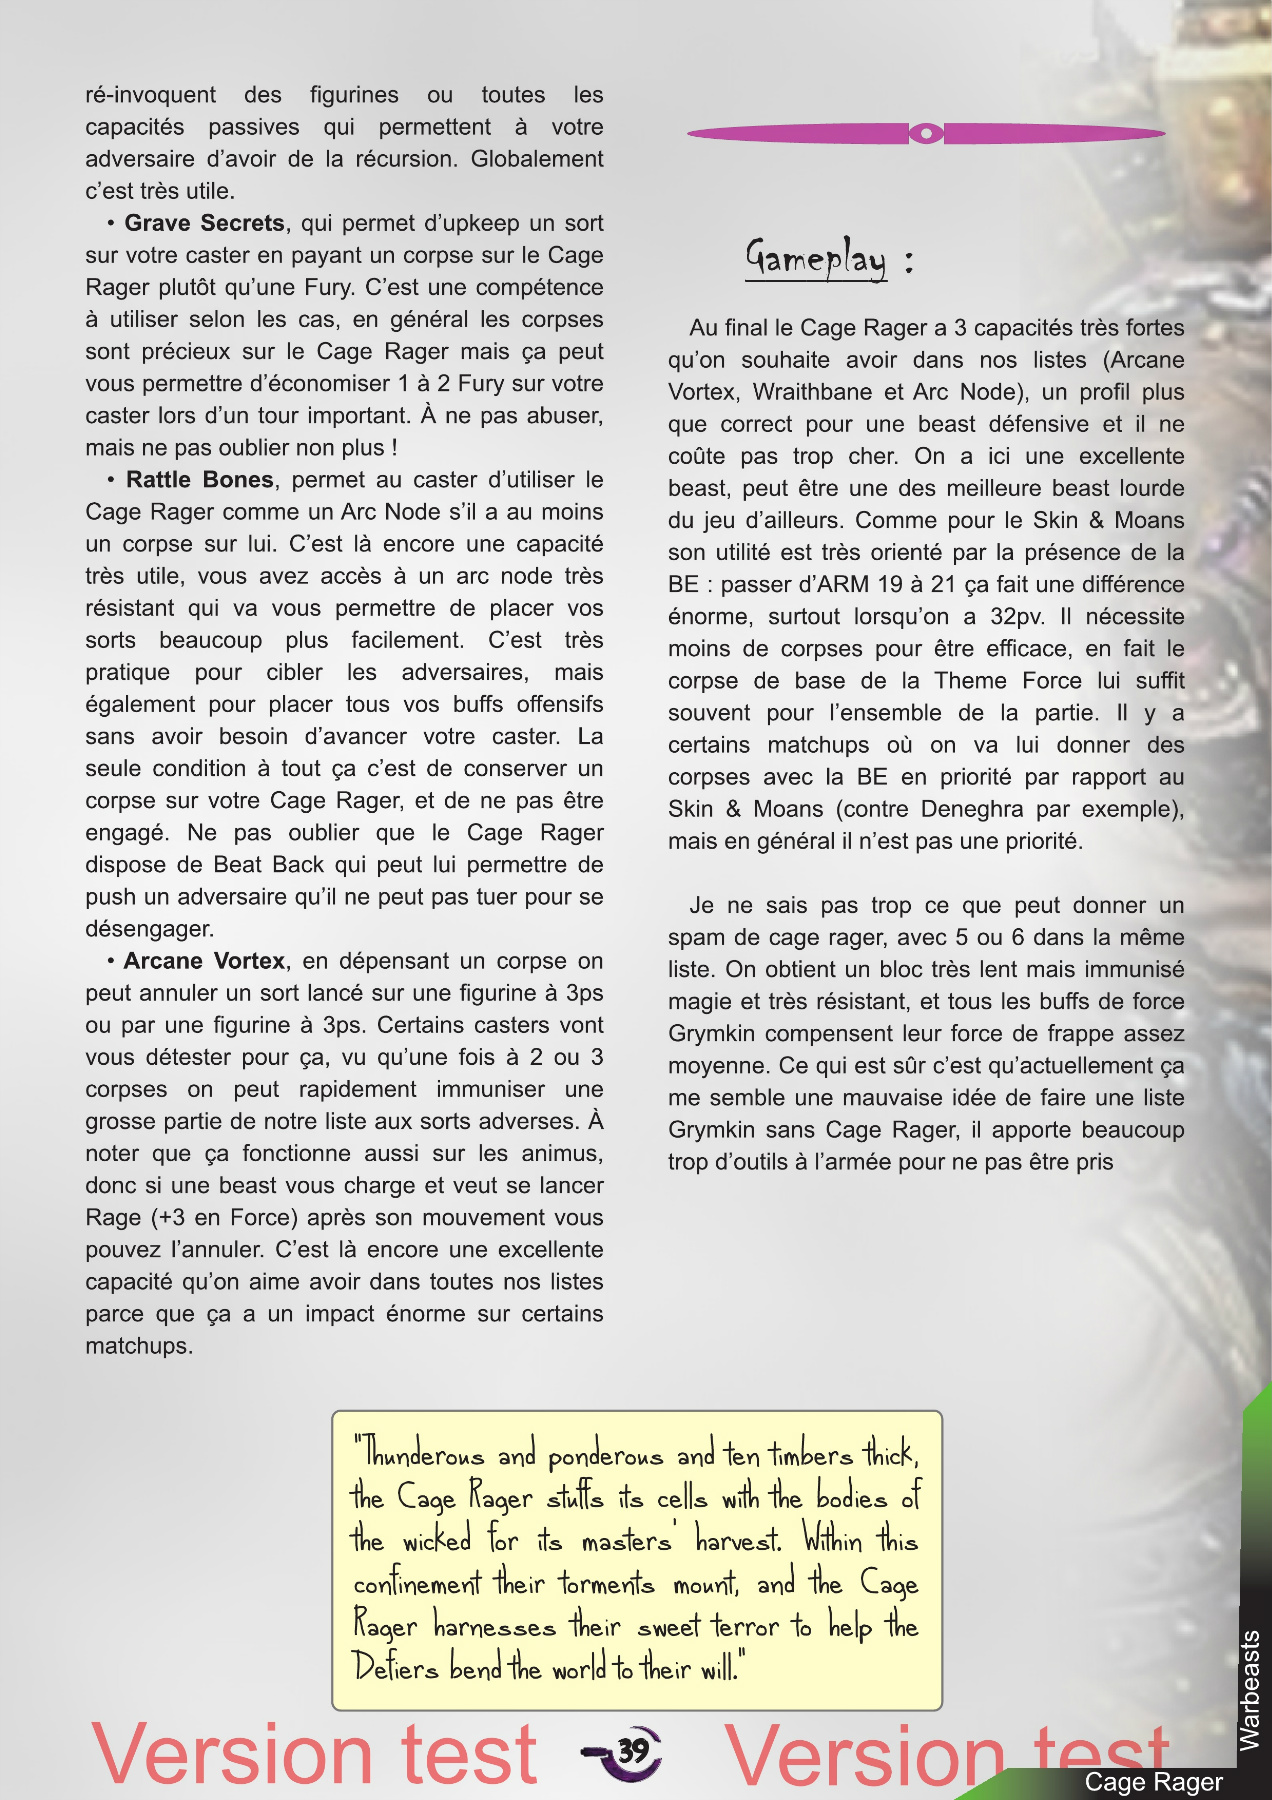 ré-invoquent des figurines ou toutes les
capacités passives qui permettent à votre
adversaire d’avoir de la récursion. Globalement
c’est très utile.
• Grave Secrets, qui permet d’upkeep un sort
sur votre caster en payant un corpse sur le Cage
Rager plutôt qu’une Fury. C’est une compétence
à utiliser selon les cas, en général les corpses
sont précieux sur le Cage Rager mais ça peut
vous permettre d’économiser 1 à 2 Fury sur votre
caster lors d’un tour important. À ne pas abuser,
mais ne pas oublier non plus !
• Rattle Bones, permet au caster d’utiliser le
Cage Rager comme un Arc Node s’il a au moins
un corpse sur lui. C’est là encore une capacité
très utile, vous avez accès à un arc node très
résistant qui va vous permettre de placer vos
sorts beaucoup plus facilement. C’est très
pratique pour cibler les adversaires, mais
également pour placer tous vos buffs offensifs
sans avoir besoin d’avancer votre caster. La
seule condition à tout ça c’est de conserver un
corpse sur votre Cage Rager, et de ne pas être
engagé. Ne pas oublier que le Cage Rager
dispose de Beat Back qui peut lui permettre de
push un adversaire qu’il ne peut pas tuer pour se
désengager.
• Arcane Vortex, en dépensant un corpse on
peut annuler un sort lancé sur une figurine à 3ps
ou par une figurine à 3ps. Certains casters vont
vous détester pour ça, vu qu’une fois à 2 ou 3
corpses on peut rapidement immuniser une
grosse partie de notre liste aux sorts adverses. À
noter que ça fonctionne aussi sur les animus,
donc si une beast vous charge et veut se lancer
Rage (+3 en Force) après son mouvement vous
pouvez l’annuler. C’est là encore une excellente
capacité qu’on aime avoir dans toutes nos listes
parce que ça a un impact énorme sur certains
matchups.
Gameplay :
Au final le Cage Rager a 3 capacités très fortes
qu’on souhaite avoir dans nos listes (Arcane
Vortex, Wraithbane et Arc Node), un profil plus
que correct pour une beast défensive et il ne
coûte pas trop cher. On a ici une excellente
beast, peut être une des meilleure beast lourde
du jeu d’ailleurs. Comme pour le Skin & Moans
son utilité est très orienté par la présence de la
BE : passer d’ARM 19 à 21 ça fait une différence
énorme, surtout lorsqu’on a 32pv. Il nécessite
moins de corpses pour être efficace, en fait le
corpse de base de la Theme Force lui suffit
souvent pour l’ensemble de la partie. Il y a
certains matchups où on va lui donner des
corpses avec la BE en priorité par rapport au
Skin & Moans (contre Deneghra par exemple),
mais en général il n’est pas une priorité.
Je ne sais pas trop ce que peut donner un
spam de cage rager, avec 5 ou 6 dans la même
liste. On obtient un bloc très lent mais immunisé
magie et très résistant, et tous les buffs de force
Grymkin compensent leur force de frappe assez
moyenne. Ce qui est sûr c’est qu’actuellement ça
me semble une mauvaise idée de faire une liste
Grymkin sans Cage Rager, il apporte beaucoup
trop d’outils à l’armée pour ne pas être pris
"Thunderous and ponderous and ten timbers thick,
the Cage Rager stuffs its cells with the bodies of
the wicked for its masters' harvest. Within this
confinement their torments mount, and the Cage
Rager harnesses their sweet terror to help the
Defiers bend the world to their will."
Version test
39
Version test
Warbeasts
Cage Rager